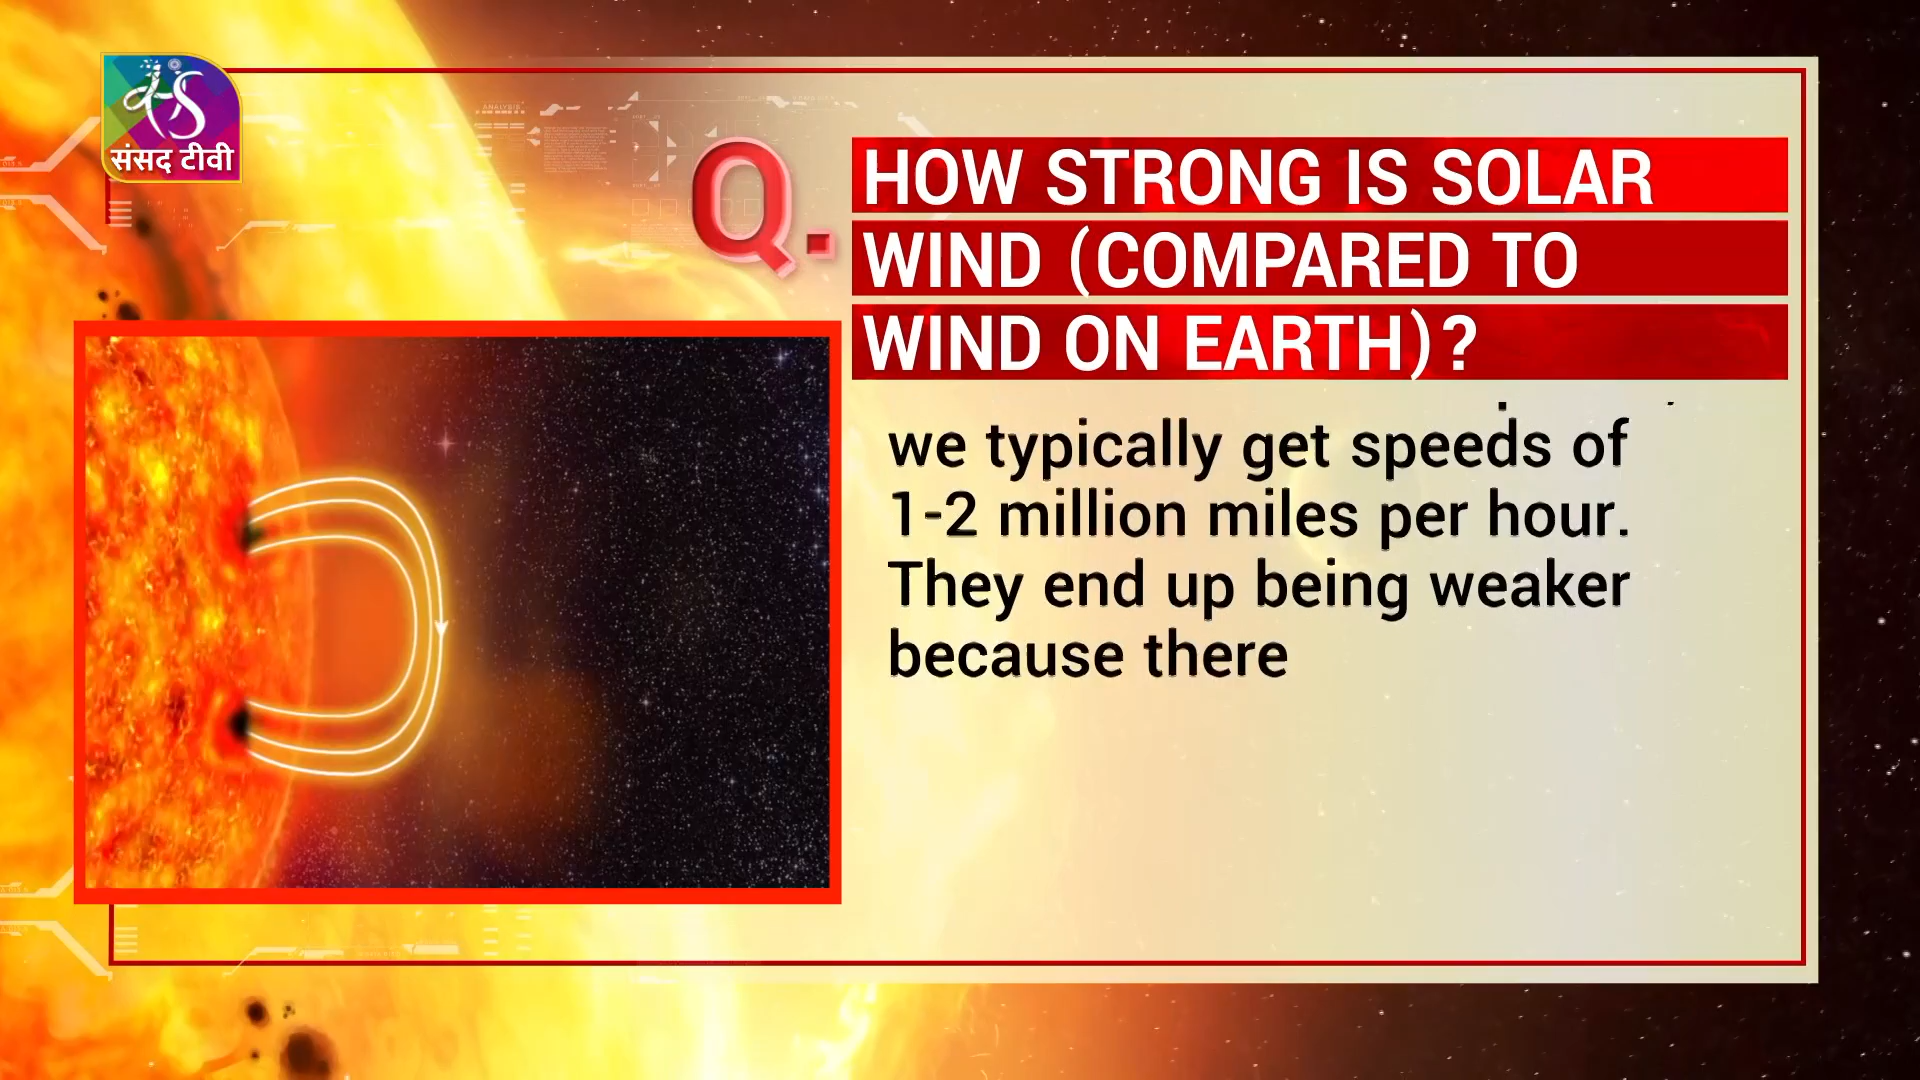 संसद टीवी
ANALYSIS
Q.
HOW STRONG IS SOLAR
WIND (COMPARED TO
WIND ON EARTH)?
we typically get speeds of
1-2 million miles per hour.
They end up being weaker
because there